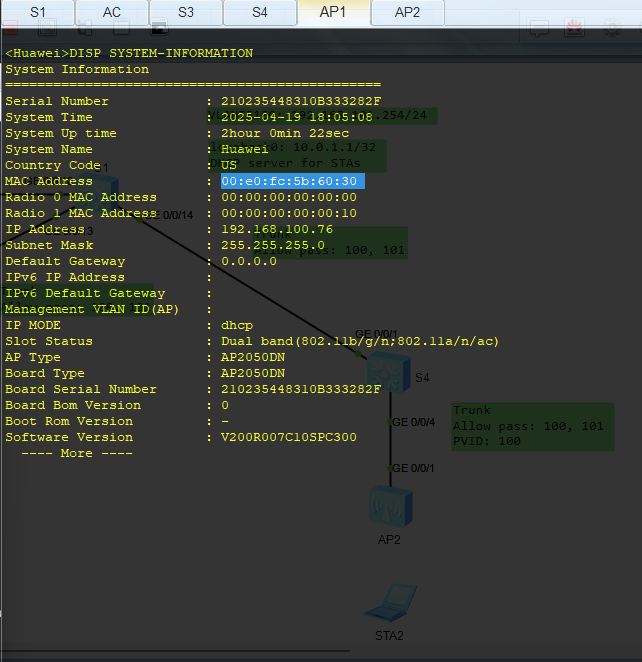 S1 AC S3 S4 AP1 AP2
<Huawei>DISP SYSTEM-INFORMATION
System Information
==============================================
Serial Number : 210235448310B333282F
System Time : 2025-04-19 18:05:08
254/24
System Up time : 2hour 0min 22sec
System Name : Huawei
0: 10.0.1.1/32
Country Code : US
server for STAs
MAC Address : 00:e0:fc:5b:60:30
Radio 0 MAC Address : 00:00:00:00:00:00
Radio 1 MAC Address : 00:00:00:00:00:10
GE 0/0/14
IP Address : 192.168.100.76
Trunk
Subnet Mask : 255.255.255.0
Allow pass: 100, 101
Default Gateway : 0.0.0.0
IPv6 IP Address :
IPv6 Default Gateway :
Management VLAN ID(AP) :
IP MODE : dhcp
GE 0/0/1
Slot Status : Dual band(802.11b/g/n;802.11a/n/ac)
AP Type : AP2050DN
Board Type : AP2050DN
S4
Board Serial Number : 210235448310B333282F
Board Bom Version : 0
Boot Rom Version : -
Software Version : V200R007C10SPC300
---- More ----
Trunk
Allow pass: 100, 101
PVID: 100
GE 0/0/4
GE 0/0/1
AP2
STA2